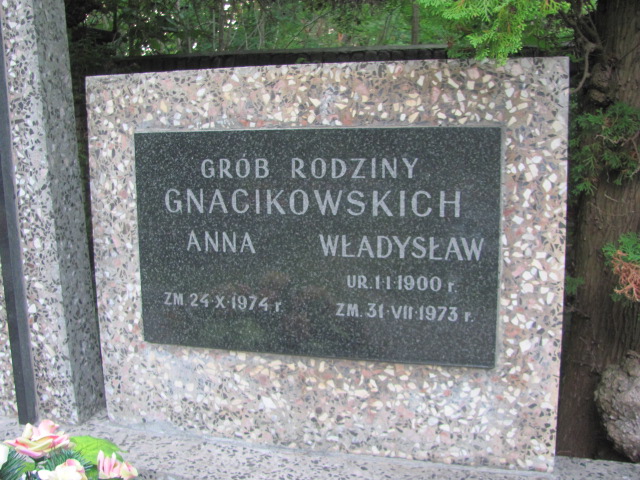 GRÓB RODZINY
GNACIKOWSKICH
ANNA WŁADYSŁAW
UR. 1·I·1900 r.
ZM. 24·X·1974 r. ZM. 31·VII·1973 r.